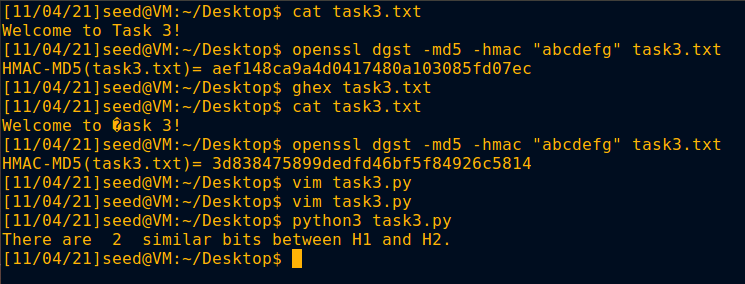 [11/04/21]seed@VM:~/Desktop$ cat task3.txt
Welcome to Task 3!
[11/04/21]seed@VM:~/Desktop$ openssl dgst -md5 -hmac "abcdefg" task3.txt
HMAC-MD5(task3.txt)= aef148ca9a4d0417480a103085fd07ec
[11/04/21]seed@VM:~/Desktop$ ghex task3.txt
[11/04/21]seed@VM:~/Desktop$ cat task3.txt
Welcome to �ask 3!
[11/04/21]seed@VM:~/Desktop$ openssl dgst -md5 -hmac "abcdefg" task3.txt
HMAC-MD5(task3.txt)= 3d838475899dedfd46bf5f84926c5814
[11/04/21]seed@VM:~/Desktop$ vim task3.py
[11/04/21]seed@VM:~/Desktop$ vim task3.py
[11/04/21]seed@VM:~/Desktop$ python3 task3.py
There are  2  similar bits between H1 and H2.
[11/04/21]seed@VM:~/Desktop$